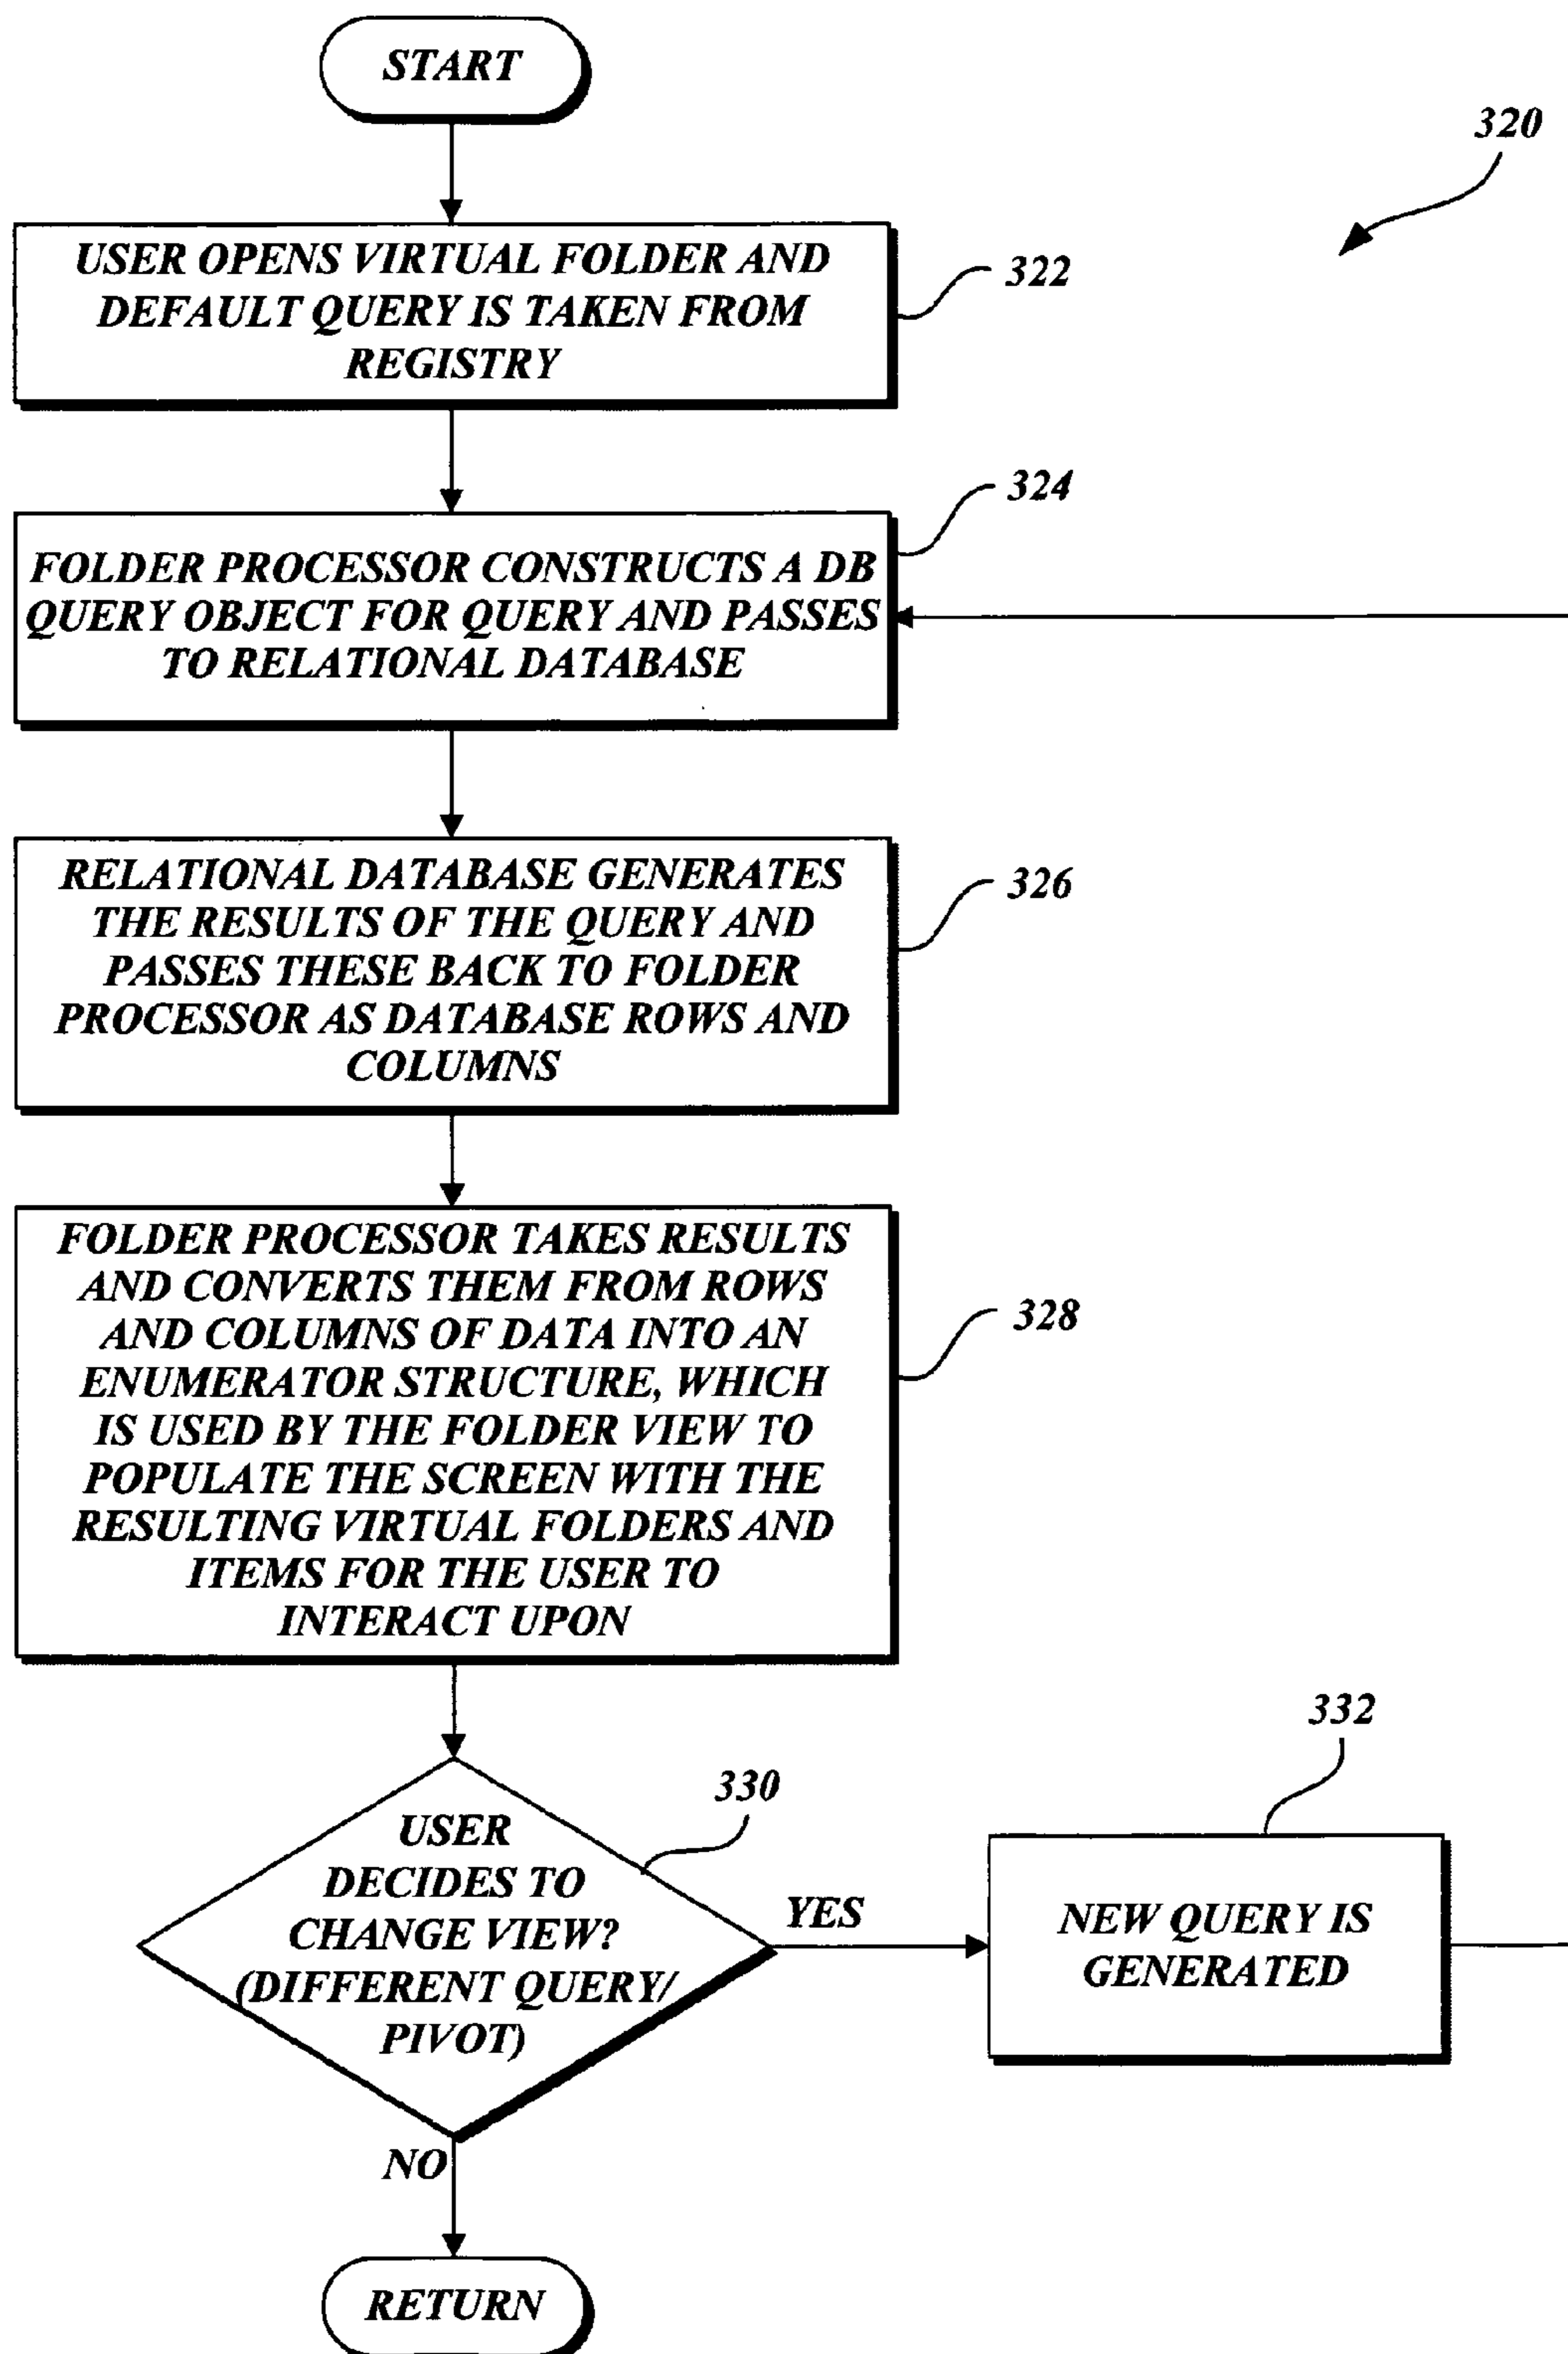 START
320
USER OPENS VIRTUAL FOLDER AND
DEFAULT QUERY IS TAKEN FROM
REGISTRY
322
324
FOLDER PROCESSOR CONSTRUCTS A DB
QUERY OBJECT FOR QUERY AND PASSES
TO RELATIONAL DATABASE
RELATIONAL DATABASE GENERATES
THE RESULTS OF THE QUERY AND
PASSES THESE BACK TO FOLDER
PROCESSOR AS DATABASE ROWS AND
COLUMNS
326
FOLDER PROCESSOR TAKES RESULTS
AND CONVERTS THEM FROM ROWS
AND COLUMNS OF DATA INTO AN
ENUMERATOR STRUCTURE, WHICH
IS USED BY THE FOLDER VIEW TO
POPULATE THE SCREEN WITH THE
RESULTING VIRTUAL FOLDERS AND
ITEMS FOR THE USER TO
INTERACT UPON
328
330
USER
DECIDES TO
CHANGE VIEW?
(DIFFERENT QUERY/
PIVOT)
YES
332
NEW QUERY IS
GENERATED
NO
RETURN